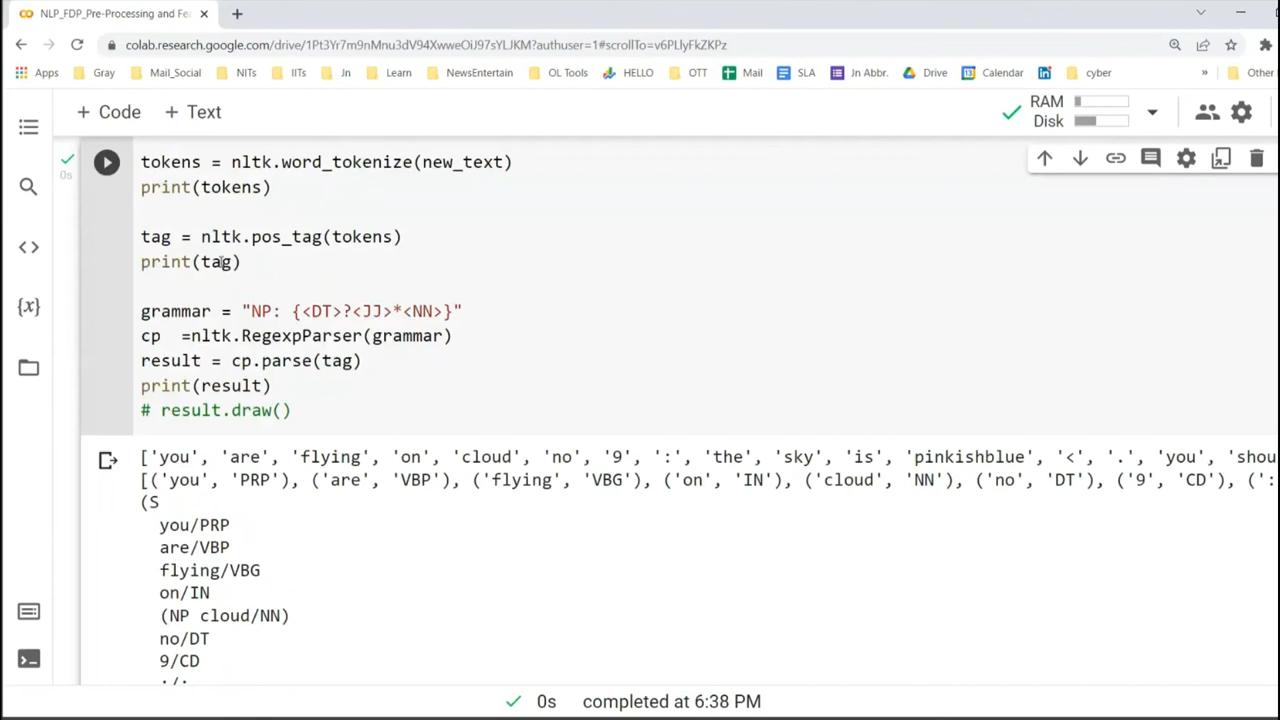 NLP_FDP_Pre-Processing and Fea
colab.research.google.com/drive/1Pt3Yr7m9nMnu3dV94XwweOiJ97sYLJKM?authuser=1#scrollTo=v6PLlyFkZKPz
Apps Gray Mail_Social NITs IITs Jn Learn NewsEntertain OL Tools HELLO OTT Mail SLA Jn Abbr. Drive Calendar cyber » Other
+ Code + Text
RAM
Disk
0s
tokens = nltk.word_tokenize(new_text)
print(tokens)
tag = nltk.pos_tag(tokens)
print(tag)
grammar = "NP: {<DT>?<JJ>*<NN>}"
cp =nltk.RegexpParser(grammar)
result = cp.parse(tag)
print(result)
# result.draw()
['you', 'are', 'flying', 'on', 'cloud', 'no', '9', ':', 'the', 'sky', 'is', 'pinkishblue', '<', '.', 'you', 'shou
[('you', 'PRP'), ('are', 'VBP'), ('flying', 'VBG'), ('on', 'IN'), ('cloud', 'NN'), ('no', 'DT'), ('9', 'CD'), (':
(S
you/PRP
are/VBP
flying/VBG
on/IN
(NP cloud/NN)
no/DT
9/CD
:/:
0s completed at 6:38 PM